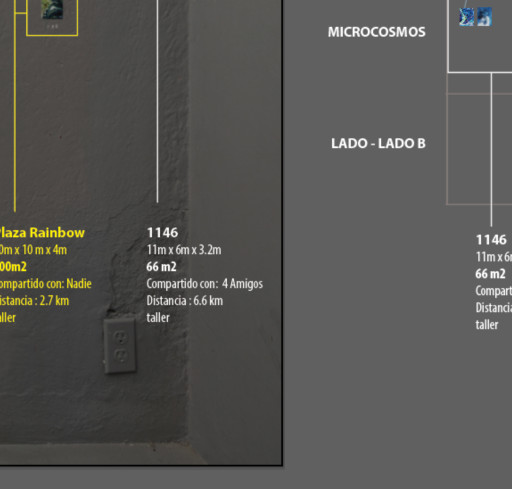 MICROCOSMOS
LADO - LADO B
laza Rainbow
0m x 10 m x 4m
00m2
ompartido con: Nadie
istancia : 2.7 km
aller
1146
11m x 6m x 3.2m
66 m2
Compartido con: 4 Amigos
Distancia : 6.6 km
taller
1146
11m x 6m
66 m2
Compart
Distancia
taller